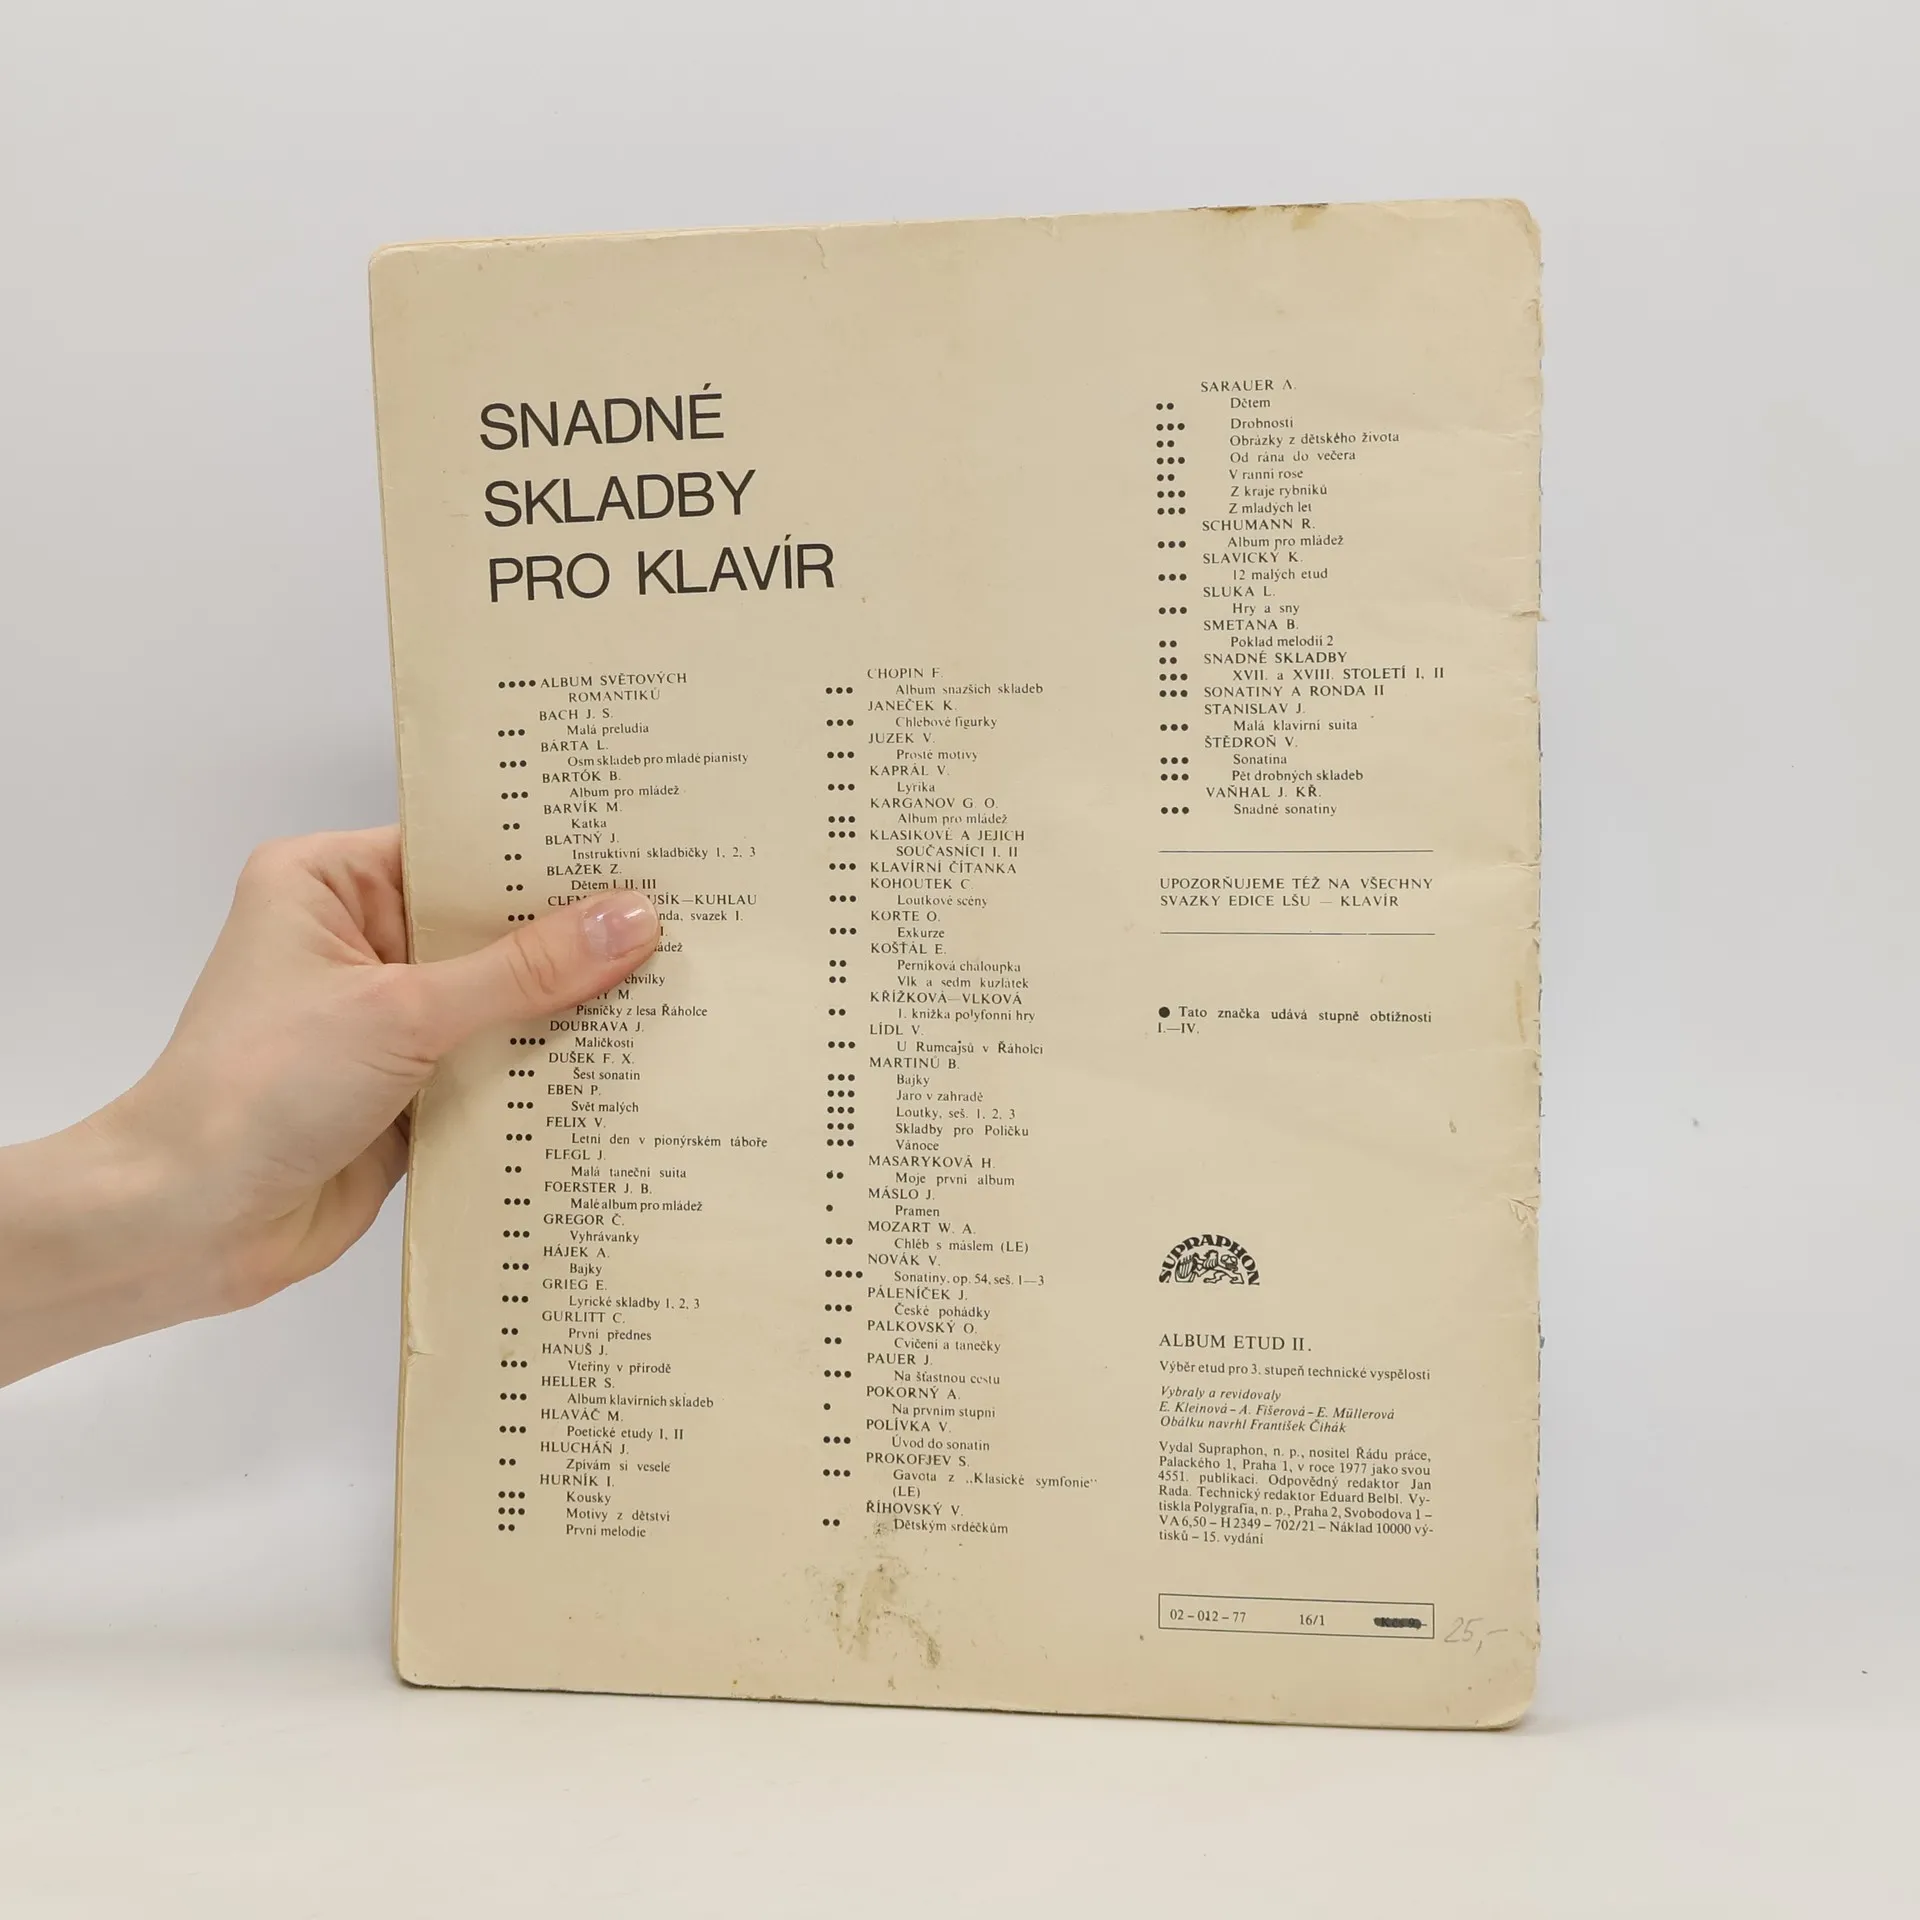 SNADNÉ
SKLADBY
PRO KLAVÍR
●●●● ALBUM SVĚTOVÝCH
ROMANTIKŮ
BACH J. S.
●●● Malá preludia
BÁRTA L.
●●● Osm skladeb pro mladé pianisty
BARTÓK B.
●●● Album pro mládež
BARVÍK M.
●● Katka
BLATNÝ J.
●● Instruktivní skladbičky 1, 2, 3
BLAŽEK Z.
●● Dětem I, II, III
KUHLAU
●●● svazek I.
chvilky
M.
Písničky z lesa Řáholce
DOUBRAVA J.
●●●● Maličkosti
DUŠEK F. X.
●●● Šest sonatin
EBEN P.
●●● Svět malých
FELIX V.
●●● Letní den v pionýrském táboře
FLEGL J.
●● Malá taneční suita
FOERSTER J. B.
●●● Malé album pro mládež
GREGOR Č.
●●● Vyhrávanky
HÁJEK A.
●●● Bajky
GRIEG E.
●●● Lyrické skladby 1, 2, 3
GURLITT C.
●● První přednes
HANUŠ J.
●●● Vteřiny v přírodě
HELLER S.
●●● Album klavírních skladeb
HLAVÁČ M.
●●● Poetické etudy I, II
HLUCHÁŇ J.
●● Zpívám si vesele
HURNÍK I.
●●● Kousky
●●● Motivy z dětství
●● První melodie
CHOPIN F.
●●● Album snazších skladeb
JANEČEK K.
●●● Chlebové figurky
JUZEK V.
●●● Prosté motivy
KAPRÁL V.
●●● Lyrika
KARGANOV G. O.
●●● Album pro mládež
●●● KLASIKOVÉ A JEJICH
SOUČASNÍCI I. II
●●● KLAVÍRNÍ ČÍTANKA
KOHOUTEK C.
●●● Loutkové scény
KORTE O.
●●● Exkurze
KOŠŤÁL E.
●● Perníková chaloupka
●● Vlk a sedm kuzlátek
KŘÍŽKOVÁ—VLKOVÁ
●● 1. knížka polyfonní hry
LÍDL V.
●●● U Rumcajsů v Řáholci
MARTINŮ B.
●●● Bajky
●●● Jaro v zahradě
●●● Loutky, seš. 1, 2, 3
●●● Skladby pro Poličku
●●● Vánoce
MASARYKOVÁ H.
●● Moje první album
MÁSLO J.
● Pramen
MOZART W. A.
●●● Chléb s máslem (LE)
NOVÁK V.
●●●● Sonatiny, op. 54, seš. 1—3
PÁLENÍČEK J.
●●● České pohádky
PALKOVSKÝ O.
●● Cvičení a tanečky
PAUER J.
●●● Na šťastnou cestu
POKORNÝ A.
● Na prvním stupni
POLÍVKA V.
●●● Úvod do sonatin
PROKOFJEV S.
●●● Gavota z „Klasické symfonie“
(LE)
ŘÍHOVSKÝ V.
●● Dětským srdéčkům
SARAUER A.
●● Dětem
●●● Drobnosti
●● Obrázky z dětského života
●●● Od rána do večera
●● V ranní rose
●●● Z kraje rybníků
●●● Z mladých let
SCHUMANN R.
●●● Album pro mládež
SLAVICKÝ K.
●●● 12 malých etud
SLUKA L.
●●● Hry a sny
SMETANA B.
●● Poklad melodií 2
●● SNADNÉ SKLADBY
●●● XVII. a XVIII. STOLETÍ I, II
●●● SONATINY A RONDA II
STANISLAV J.
●●● Malá klavírní suita
ŠTĚDROŇ V.
●●● Sonatina
●●● Pět drobných skladeb
VAŇHAL J. KŘ.
●●● Snadné sonatiny
UPOZORŇUJEME TÉŽ NA VŠECHNY
SVAZKY EDICE LŠU — KLAVÍR
● Tato značka udává stupně obtížnosti
I.—IV.
SUPRAPHON
ALBUM ETUD II.
Výběr etud pro 3. stupeň technické vyspělosti
Vybraly a revidovaly
E. Kleinová – A. Fišerová – E. Müllerová
Obálku navrhl František Čihák
Vydal Supraphon, n. p., nositel Řádu práce,
Palackého 1, Praha 1, v roce 1977 jako svou
4551. publikaci. Odpovědný redaktor Jan
Rada. Technický redaktor Eduard Belbl. Vy-
tiskla Polygrafia, n. p., Praha 2, Svobodova 1 –
VA 6,50 – H 2349 – 702/21 – Náklad 10000 vý-
tisků – 15. vydání
02 – 012 – 77 16/1
25,–